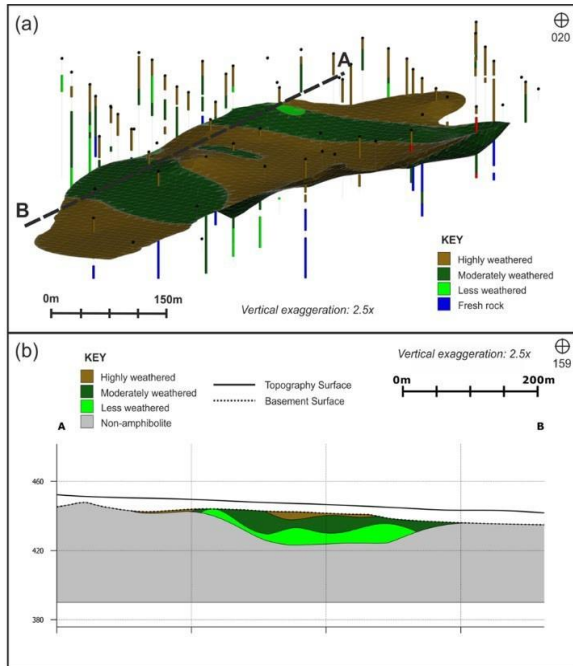 (a)
A
020
B
KEY
Highly weathered
Moderately weathered
Less weathered
Fresh rock
0m 150m
Vertical exaggeration: 2.5x
(b)
Vertical exaggeration: 2.5x
159
KEY
Highly weathered
Moderately weathered
Less weathered
Non-amphibolite
Topography Surface
Basement Surface
0m 200m
A B
460
420
380